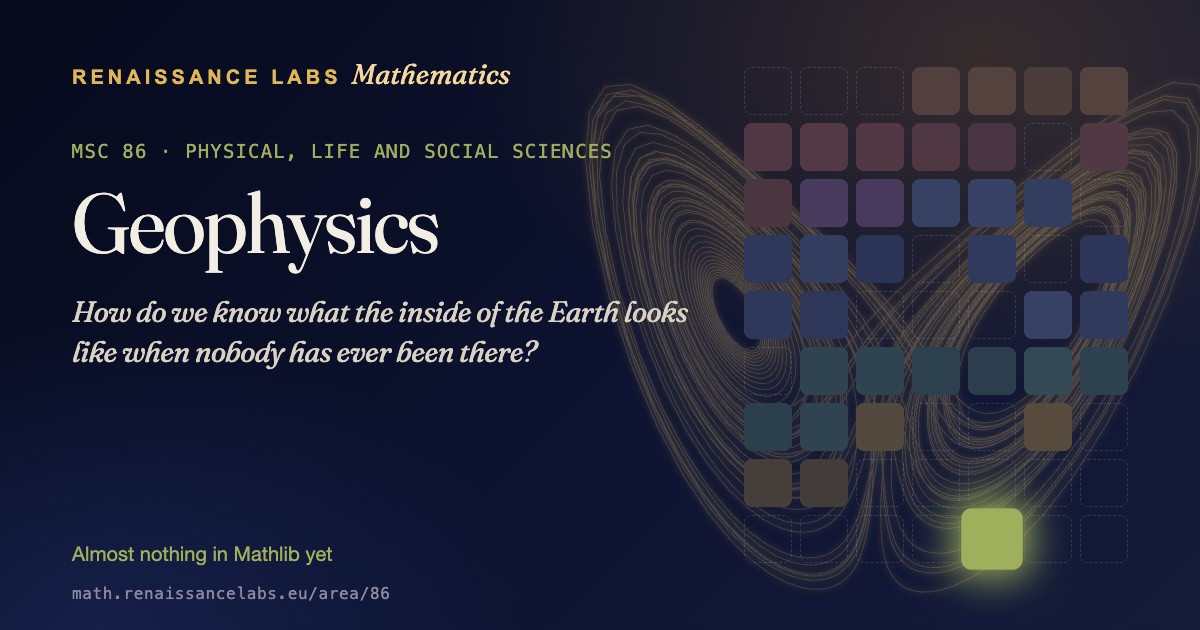 RENAISSANCE LABS Mathematics
MSC 86 · PHYSICAL, LIFE AND SOCIAL SCIENCES
Geophysics
How do we know what the inside of the Earth looks
like when nobody has ever been there?
Almost nothing in Mathlib yet
math.renaissancelabs.eu/area/86